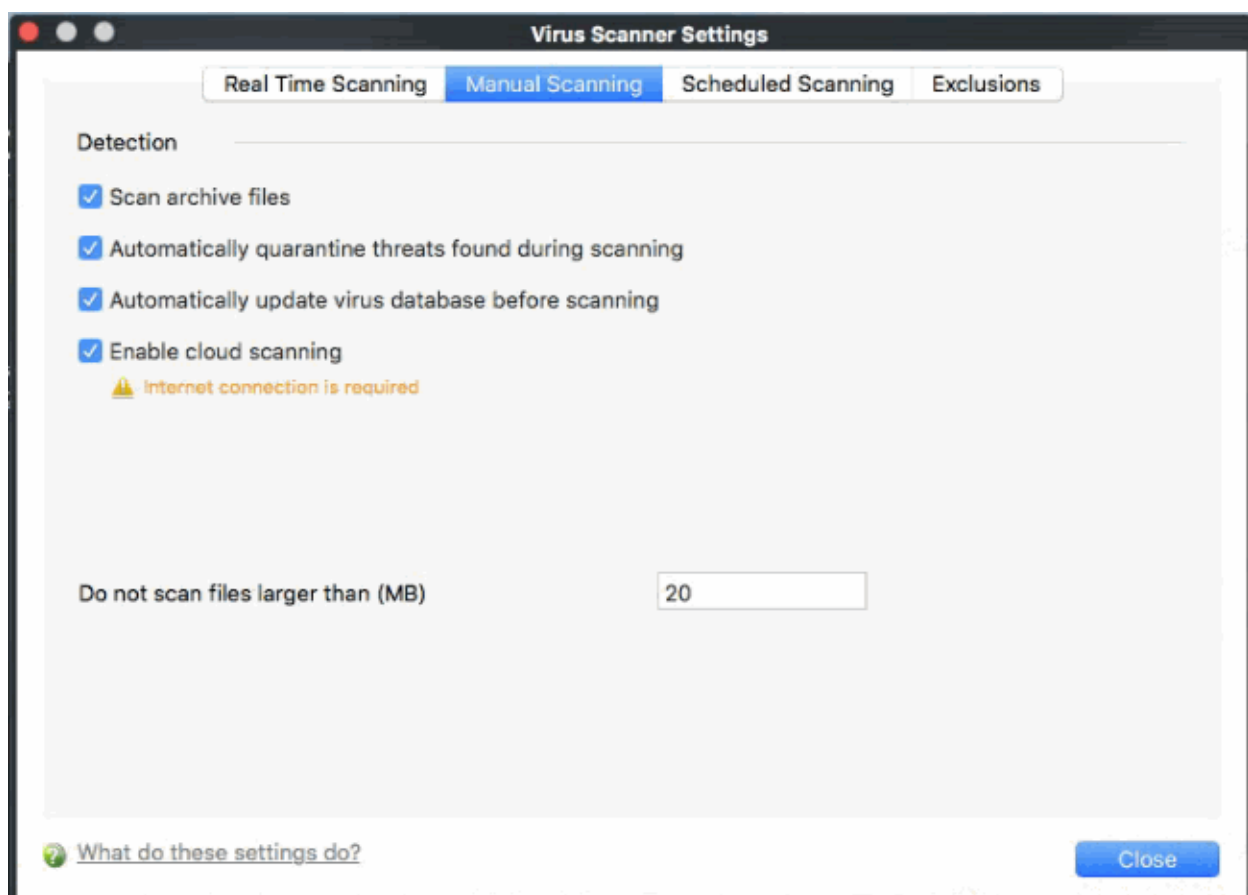 Virus Scanner Settings
Real Time Scanning Manual Scanning Scheduled Scanning Exclusions
Detection
Scan archive files
Automatically quarantine threats found during scanning
Automatically update virus database before scanning
Enable cloud scanning
Internet connection is required
Do not scan files larger than (MB) 20
What do these settings do?
Close